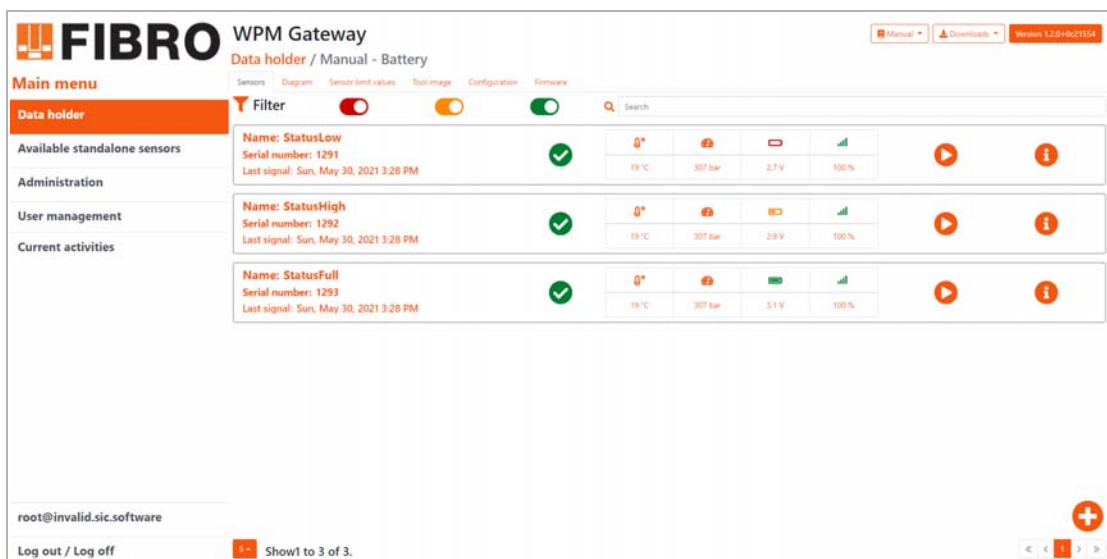 FIBRO
WPM Gateway
Manual
Downloads
Version 1.2.0+0c21554
Data holder / Manual - Battery
Main menu
Sensors Diagram Sensor limit values Tool image Configuration Firmware
Data holder
Filter
Search
Available standalone sensors
Administration
User management
Current activities
Name: StatusLow
Serial number: 1291
Last signal: Sun, May 30, 2021 3:28 PM
19 °C 307 bar 2.7 V 100 %
Name: StatusHigh
Serial number: 1292
Last signal: Sun, May 30, 2021 3:28 PM
19 °C 307 bar 2.9 V 100 %
Name: StatusFull
Serial number: 1293
Last signal: Sun, May 30, 2021 3:28 PM
19 °C 307 bar 3.1 V 100 %
root@invalid.sic.software
Log out / Log off
5
Show1 to 3 of 3.
« ‹ 1 › »